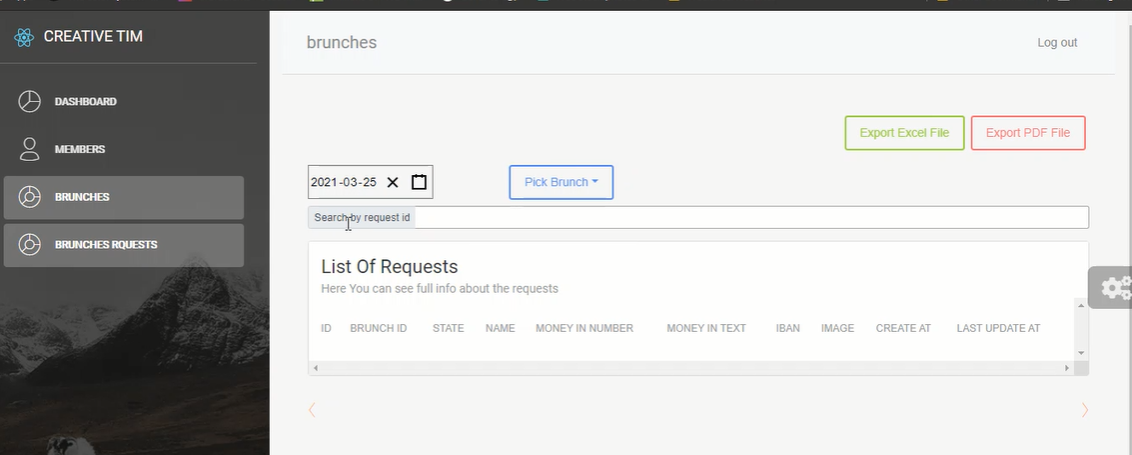 CREATIVE TIM
DASHBOARD
MEMBERS
BRUNCHES
BRUNCHES RQUESTS
brunches
Log out
Export Excel File
Export PDF File
2021-03-25
Pick Brunch
Search by request id
List Of Requests
Here You can see full info about the requests
ID BRUNCH ID STATE NAME MONEY IN NUMBER MONEY IN TEXT IBAN IMAGE CREATE AT LAST UPDATE AT